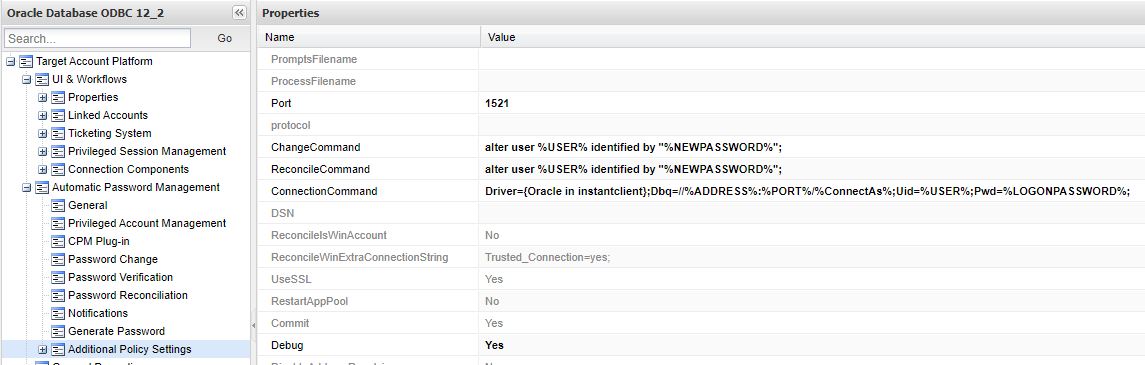 Oracle Database ODBC 12_2
Search...
Go
Target Account Platform
UI & Workflows
Properties
Linked Accounts
Ticketing System
Privileged Session Management
Connection Components
Automatic Password Management
General
Privileged Account Management
CPM Plug-in
Password Change
Password Verification
Password Reconciliation
Notifications
Generate Password
Additional Policy Settings
Properties
Name Value
PromptsFilename
ProcessFilename
Port 1521
protocol
ChangeCommand alter user %USER% identified by "%NEWPASSWORD%";
ReconcileCommand alter user %USER% identified by "%NEWPASSWORD%";
ConnectionCommand Driver={Oracle in instantclient};Dbq=//%ADDRESS%:%PORT%/%ConnectAs%;Uid=%USER%;Pwd=%LOGONPASSWORD%;
DSN
ReconcileIsWinAccount No
ReconcileWinExtraConnectionString Trusted_Connection=yes;
UseSSL Yes
RestartAppPool No
Commit Yes
Debug Yes